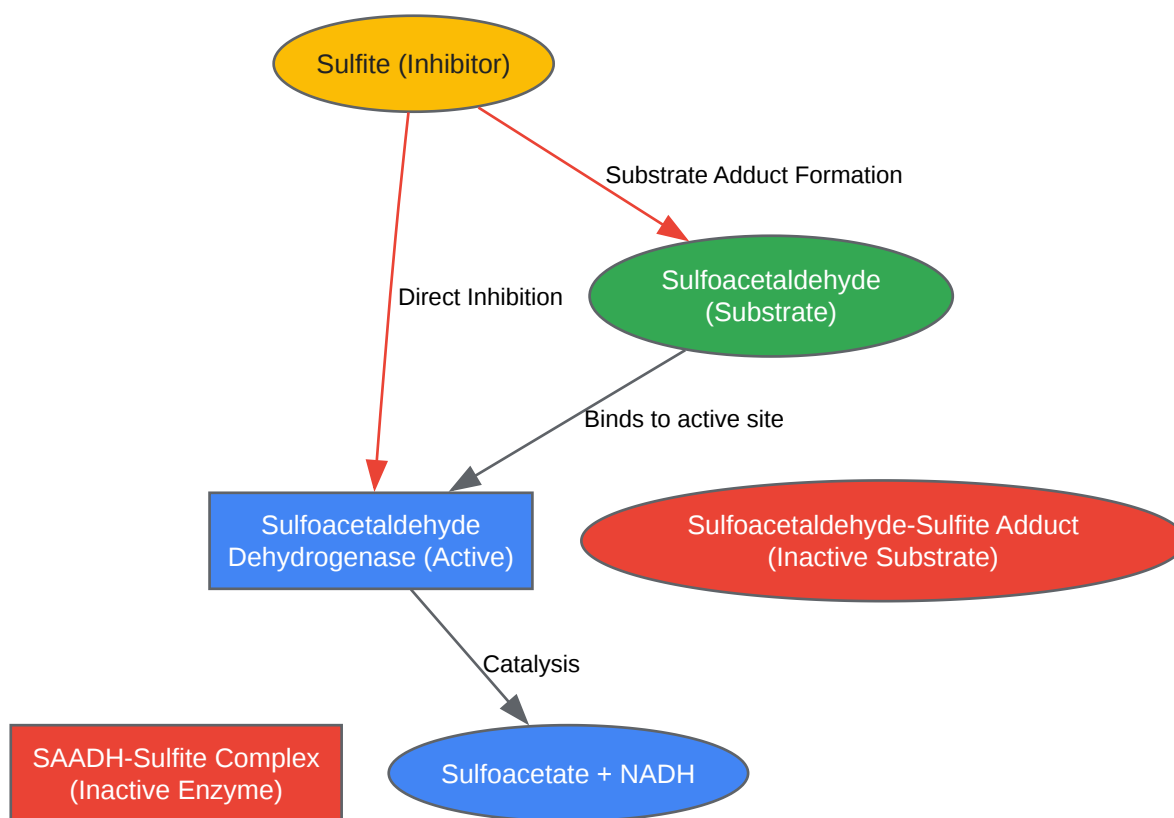 Sulfite (Inhibitor)
Substrate Adduct Formation
Sulfoacetaldehyde
(Substrate)
Direct Inhibition
Binds to active site
Sulfoacetaldehyde
Dehydrogenase (Active)
Sulfoacetaldehyde-Sulfite Adduct
(Inactive Substrate)
Catalysis
SAADH-Sulfite Complex
(Inactive Enzyme)
Sulfoacetate + NADH